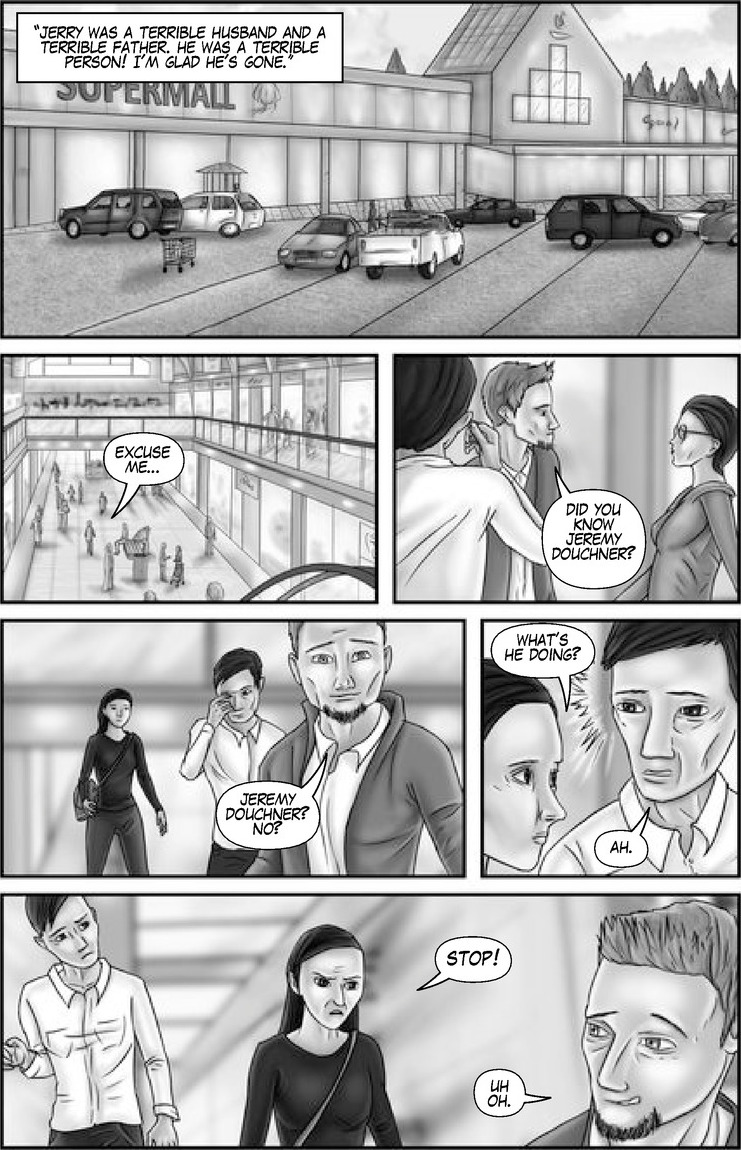 "JERRY WAS A TERRIBLE HUSBAND AND A
TERRIBLE FATHER. HE WAS A TERRIBLE
PERSON! I'M GLAD HE'S GONE."
SUPERMALL
EXCUSE
ME...
DID YOU
KNOW
JEREMY
DOUCHNER?
JEREMY
DOUCHNER?
NO?
WHAT'S
HE DOING?
AH.
STOP!
UH
OH.